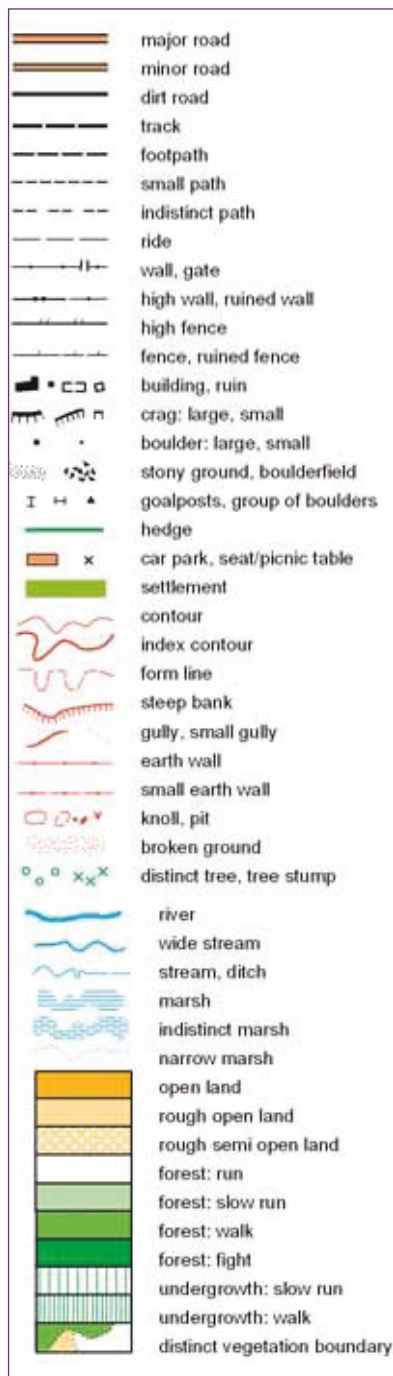 major road
minor road
dirt road
track
footpath
small path
indistinct path
ride
wall, gate
high wall, ruined wall
high fence
fence, ruined fence
building, ruin
crag: large, small
boulder: large, small
stony ground, boulderfield
goalposts, group of boulders
hedge
car park, seat/picnic table
settlement
contour
index contour
form line
steep bank
gully, small gully
earth wall
small earth wall
knoll, pit
broken ground
distinct tree, tree stump
river
wide stream
stream, ditch
marsh
indistinct marsh
narrow marsh
open land
rough open land
rough semi open land
forest: run
forest: slow run
forest: walk
forest: fight
undergrowth: slow run
undergrowth: walk
distinct vegetation boundary